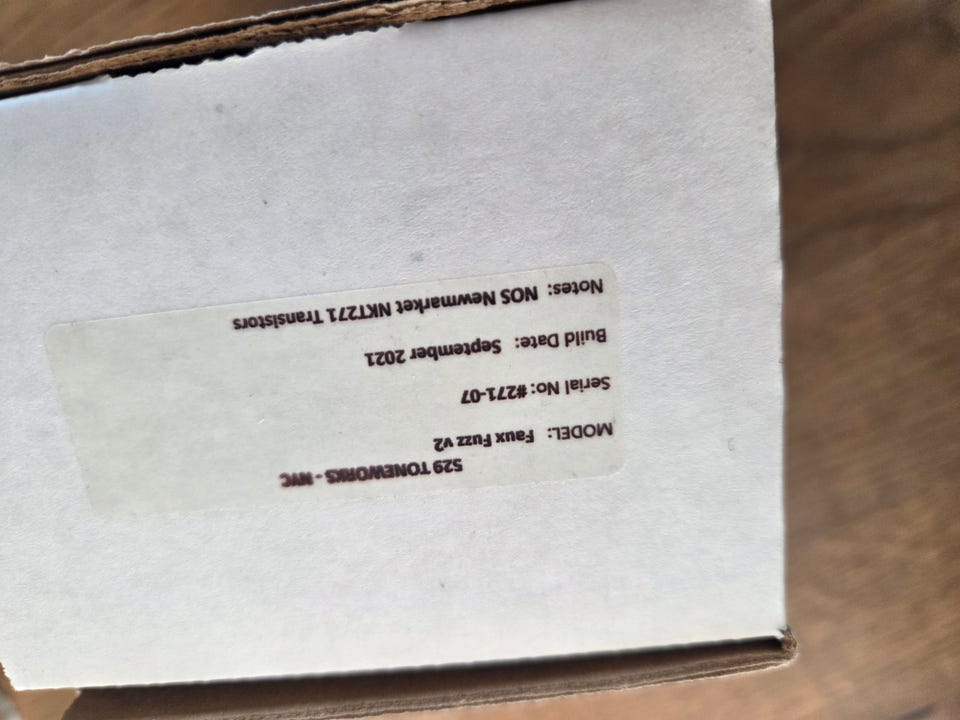 529 TONEWORKS - NYC
MODEL: Faux Fuzz v2
Serial No: #271-07
Build Date: September 2021
Notes: NOS Newmarket NKT271 Transistors